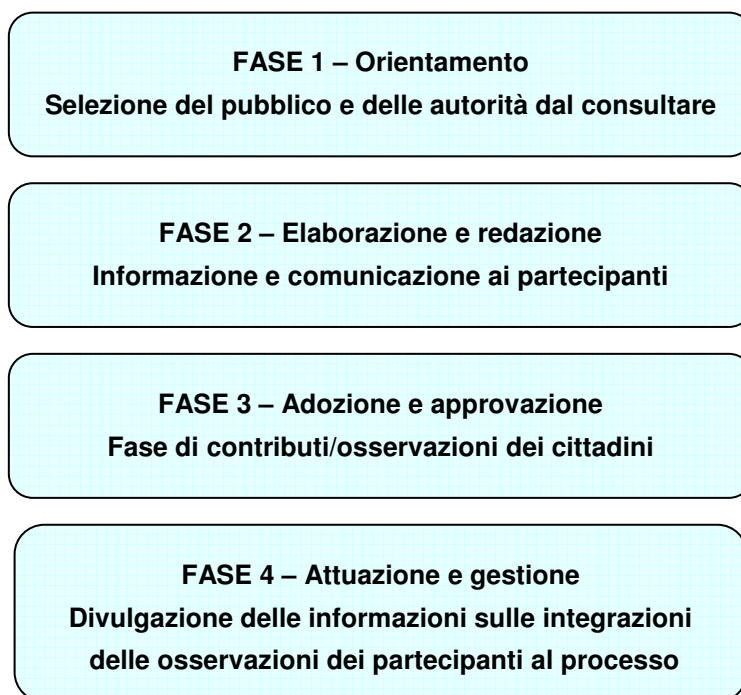 FASE 1 – Orientamento
Selezione del pubblico e delle autorità dal consultare
FASE 2 – Elaborazione e redazione
Informazione e comunicazione ai partecipanti
FASE 3 – Adozione e approvazione
Fase di contributi/osservazioni dei cittadini
FASE 4 – Attuazione e gestione
Divulgazione delle informazioni sulle integrazioni
delle osservazioni dei partecipanti al processo